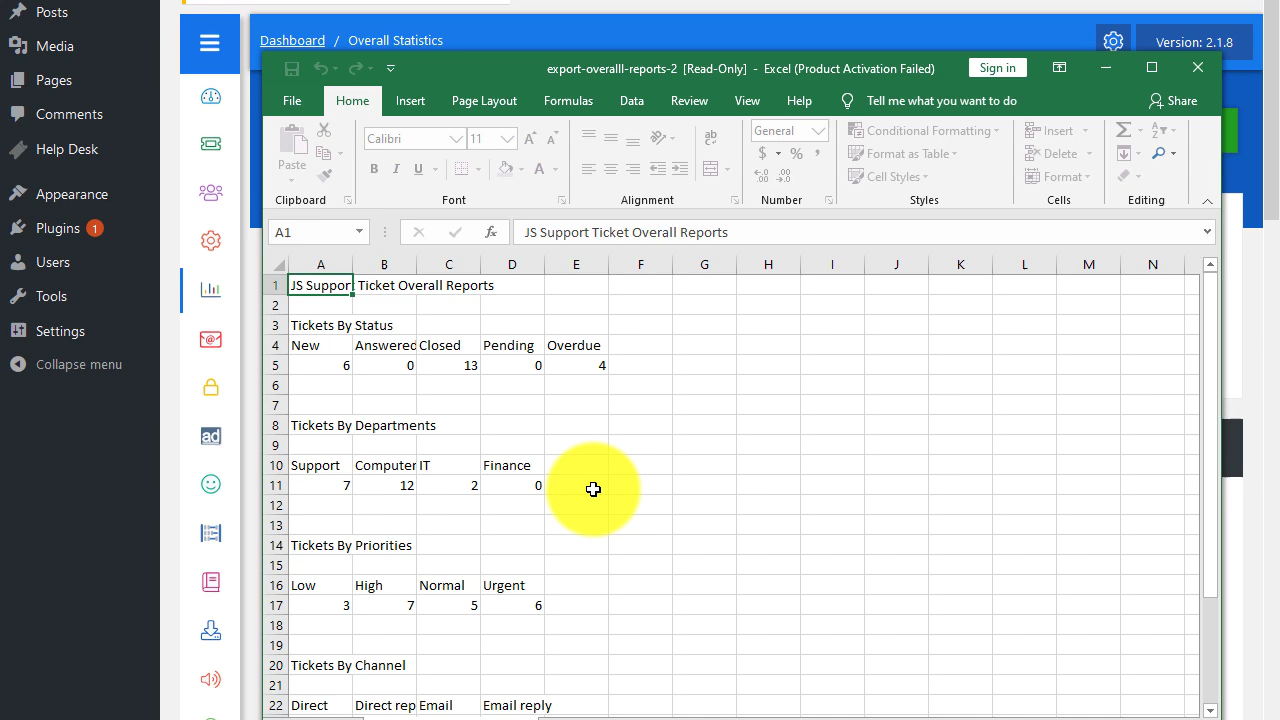 Posts
Media
Pages
Comments
Help Desk
Appearance
Plugins 1
Users
Tools
Settings
Collapse menu
Dashboard / Overall Statistics
Version: 2.1.8
export-overalll-reports-2 [Read-Only] - Excel (Product Activation Failed)
Sign in
File Home Insert Page Layout Formulas Data Review View Help Tell me what you want to do Share
Paste
Clipboard
Calibri 11
B I U A
Font
Alignment
General
$ % ,
Number
Conditional Formatting
Format as Table
Cell Styles
Styles
Insert
Delete
Format
Cells
Editing
A1 fx JS Support Ticket Overall Reports
A B C D E F G H I J K L M N
1 JS Support Ticket Overall Reports
2
3 Tickets By Status
4 New Answered Closed Pending Overdue
5 6 0 13 0 4
6
7
8 Tickets By Departments
9
10 Support Computer IT Finance
11 7 12 2 0
12
13
14 Tickets By Priorities
15
16 Low High Normal Urgent
17 3 7 5 6
18
19
20 Tickets By Channel
21
22 Direct Direct rep Email Email reply
ad